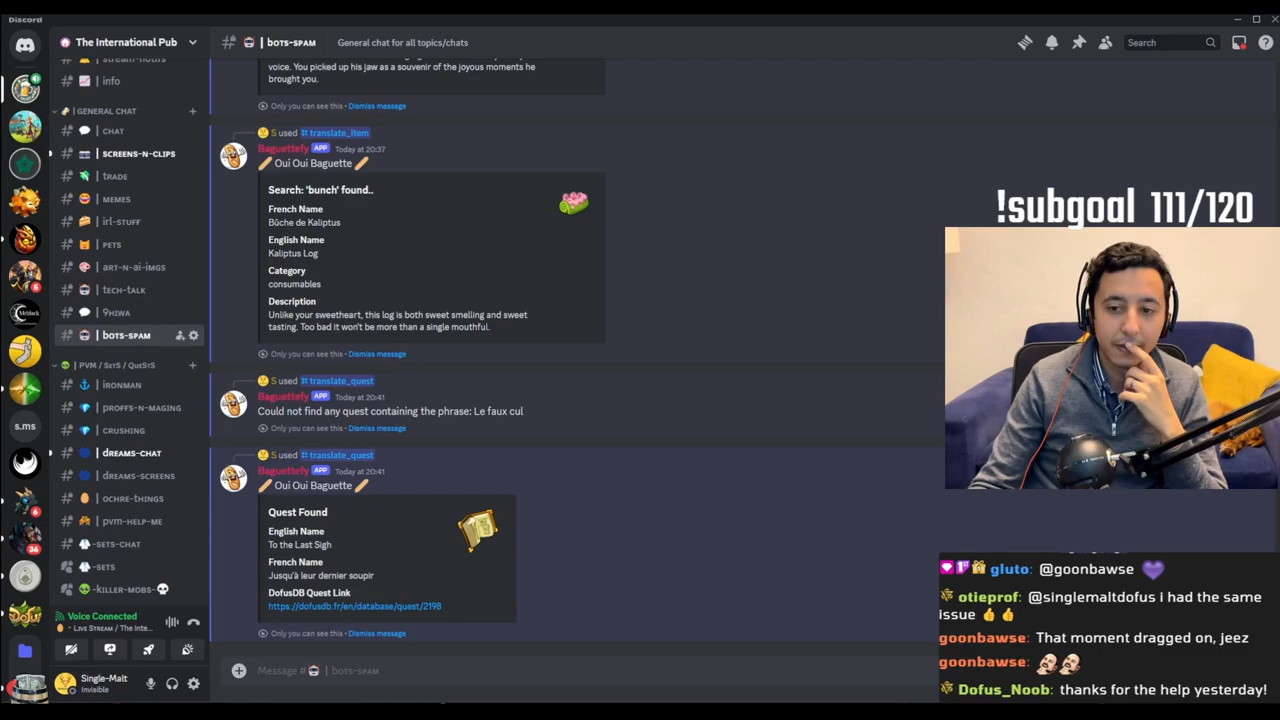 Discord
The International Pub
| BOTS-SPAM
General chat for all topics/chats
Search
stream-hours
info
GENERAL CHAT
CHAT
SCREENS-N-CLIPS
TRADE
MEMES
IRL-STUFF
PETS
ART-N-AI-IMGS
TECH-TALK
9HIWA
BOTS-SPAM
PVM / SETS / QUESTS
IRONMAN
PROFFS-N-MAGING
CRUSHING
DREAMS-CHAT
DREAMS-SCREENS
OCHRE-THINGS
PVM-HELP-ME
-SETS-CHAT
-SETS
-KILLER-MOBS-
Voice Connected
• LIVE STREAM / The Inte...
Single-Malt
Invisible
s.ms
5
6
36
voice. You picked up his jaw as a souvenir of the joyous moments he
brought you.
Only you can see this • Dismiss message
S used translate_item
Baguettefy APP Today at 20:37
🥖 Oui Oui Baguette 🥖
Search: 'bunch' found..
French Name
Bûche de Kaliptus
English Name
Kaliptus Log
Category
consumables
Description
Unlike your sweetheart, this log is both sweet smelling and sweet
tasting. Too bad it won't be more than a single mouthful.
Only you can see this • Dismiss message
S used translate_quest
Baguettefy APP Today at 20:41
Could not find any quest containing the phrase: Le faux cul
Only you can see this • Dismiss message
S used translate_quest
Baguettefy APP Today at 20:41
🥖 Oui Oui Baguette 🥖
Quest Found
English Name
To the Last Sigh
French Name
Jusqu'à leur dernier soupir
DofusDB Quest Link
https://dofusdb.fr/en/database/quest/2198
Only you can see this • Dismiss message
Message # | BOTS-SPAM
!subgoal 111/120
gluto: @goonbawse 💜
otieprof: @singlemaltdofus I had the same
issue 👍 👍
goonbawse: That moment dragged on, jeez
goonbawse:
Dofus_Noob: thanks for the help yesterday!